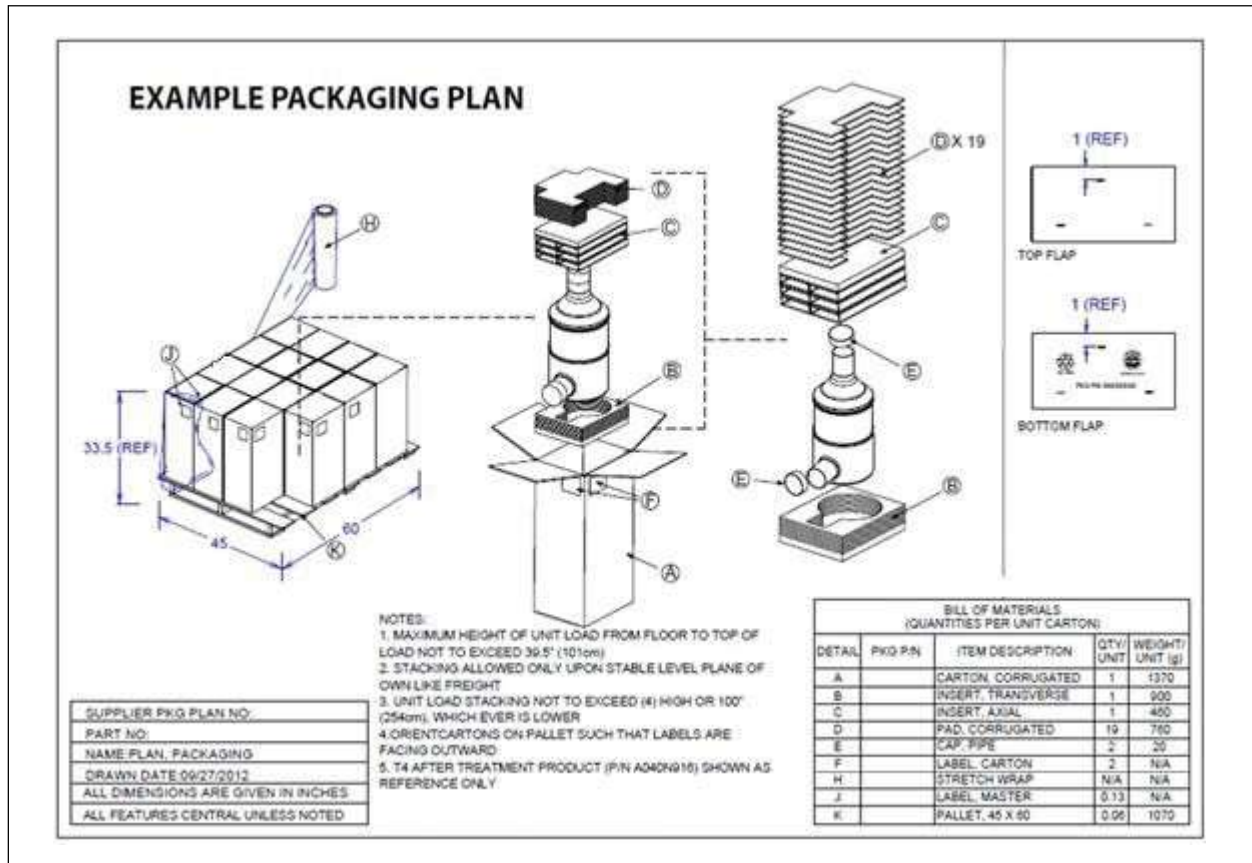 EXAMPLE PACKAGING PLAN
H
J
33.5 (REF)
45
60
K
D
C
B
F
A
D X 19
C
E
E
B
1 (REF)
TOP FLAP
1 (REF)
BOTTOM FLAP
NOTES:
1. MAXIMUM HEIGHT OF UNIT LOAD FROM FLOOR TO TOP OF
LOAD NOT TO EXCEED 39.5" (101cm)
2. STACKING ALLOWED ONLY UPON STABLE LEVEL PLANE OF
OWN LIKE FREIGHT
3. UNIT LOAD STACKING NOT TO EXCEED (4) HIGH OR 100"
(254cm), WHICH EVER IS LOWER
4.ORIENTCARTONS ON PALLET SUCH THAT LABELS ARE
FACING OUTWARD
5. T4 AFTER TREATMENT PRODUCT (P/N A040N916) SHOWN AS
REFERENCE ONLY
SUPPLIER PKG PLAN NO:
PART NO:
NAME:PLAN, PACKAGING
DRAWN DATE:09/27/2012
ALL DIMENSIONS ARE GIVEN IN INCHES
ALL FEATURES CENTRAL UNLESS NOTED
BILL OF MATERIALS
(QUANTITIES PER UNIT CARTON)
DETAIL PKG P/N ITEM DESCRIPTION QTY/ UNIT WEIGHT/ UNIT (g)
A CARTON, CORRUGATED 1 1370
B INSERT, TRANSVERSE 1 900
C INSERT, AXIAL 1 460
D PAD, CORRUGATED 19 760
E CAP, PIPE 2 20
F LABEL, CARTON 2 N/A
H STRETCH WRAP N/A N/A
J LABEL, MASTER 0.13 N/A
K PALLET, 45 X 60 0.06 1070